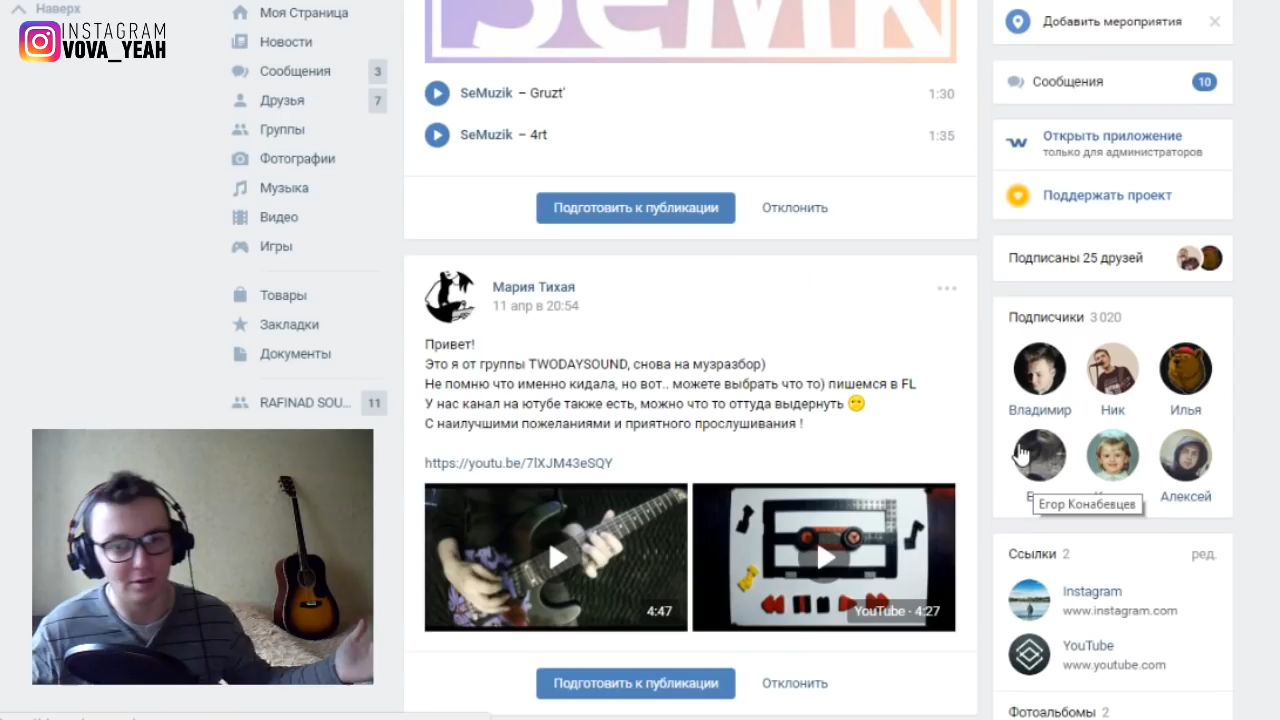 Наверх
INSTAGRAM
VOVA_YEAH
Моя Страница
Новости
Сообщения 3
Друзья 7
Группы
Фотографии
Музыка
Видео
Игры
Товары
Закладки
Документы
RAFINAD SOU... 11
SeMuzik – Gruzt' 1:30
SeMuzik – 4rt 1:35
Подготовить к публикации Отклонить
Мария Тихая
11 апр в 20:54
Привет!
Это я от группы TWODAYSOUND, снова на музразбор)
Не помню что именно кидала, но вот.. можете выбрать что то) пишемся в FL
У нас канал на ютубе также есть, можно что то оттуда выдернуть 😶
С наилучшими пожеланиями и приятного прослушивания !
https://youtu.be/7lXJM43eSQY
4:47
YouTube · 4:27
Подготовить к публикации Отклонить
Добавить мероприятия
Сообщения 10
Открыть приложение
только для администраторов
Поддержать проект
Подписаны 25 друзей
Подписчики 3 020
Владимир Ник Илья
Алексей
Егор Конабевцев
Ссылки 2 ред.
Instagram
www.instagram.com
YouTube
www.youtube.com
Фотоальбомы 2